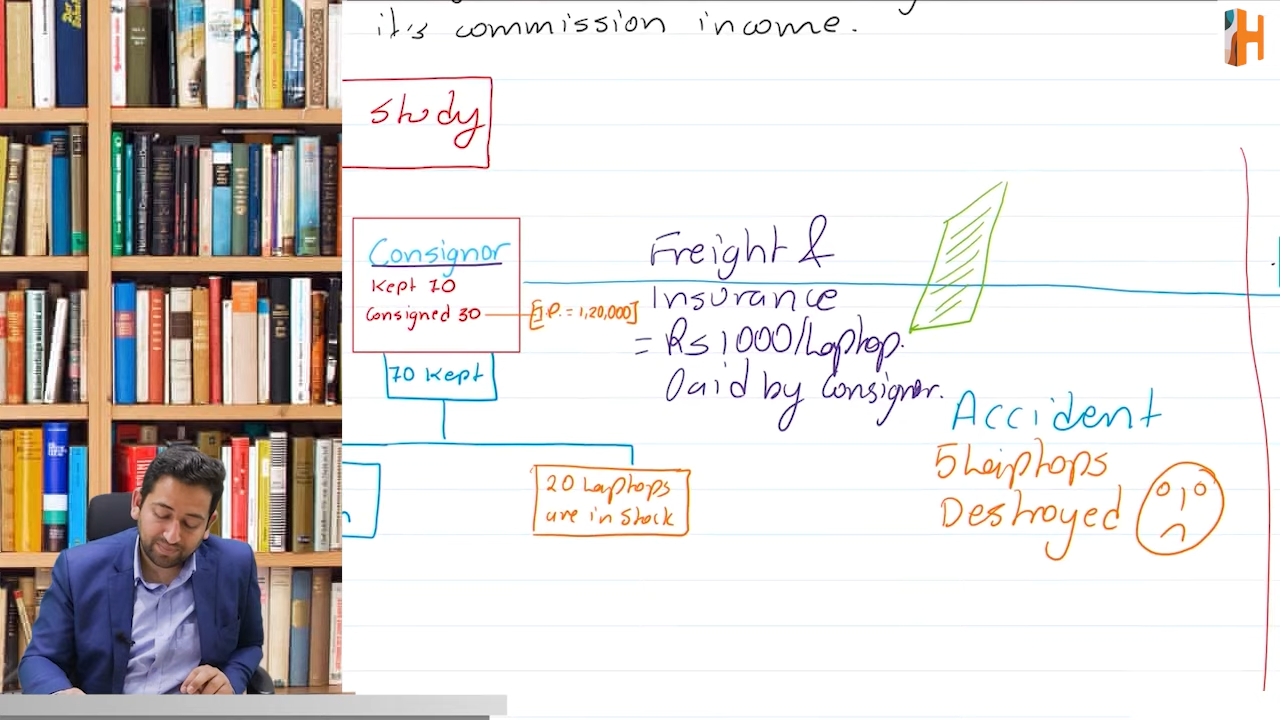 it's commission income.
H
Study
Consignor
Kept 70
Consigned 30
[I.P. = 1,20,000]
70 Kept
20 Laptops
are in Stock
Freight &
Insurance
= Rs 1000/Laptop.
Paid by Consignor.
Accident
5 Laptops
Destroyed